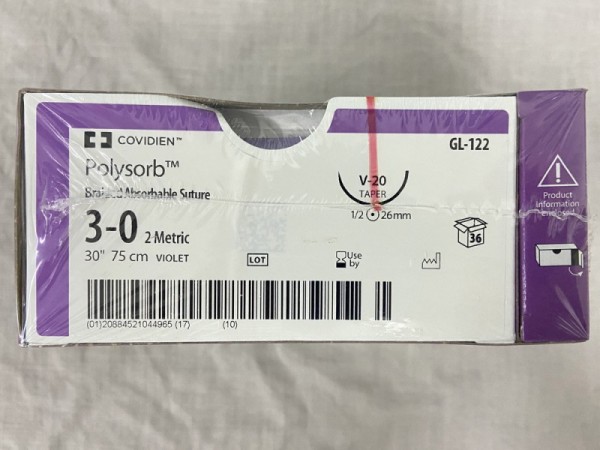 COVIDIEN™
GL-122
Polysorb™
Braided Absorbable Suture
V-20
TAPER
1/2 26mm
3-0 2 Metric
30" 75 cm VIOLET
LOT
Use
by
36
(01)20884521044965 (17) (10)
!
Product
Information
Enclosed